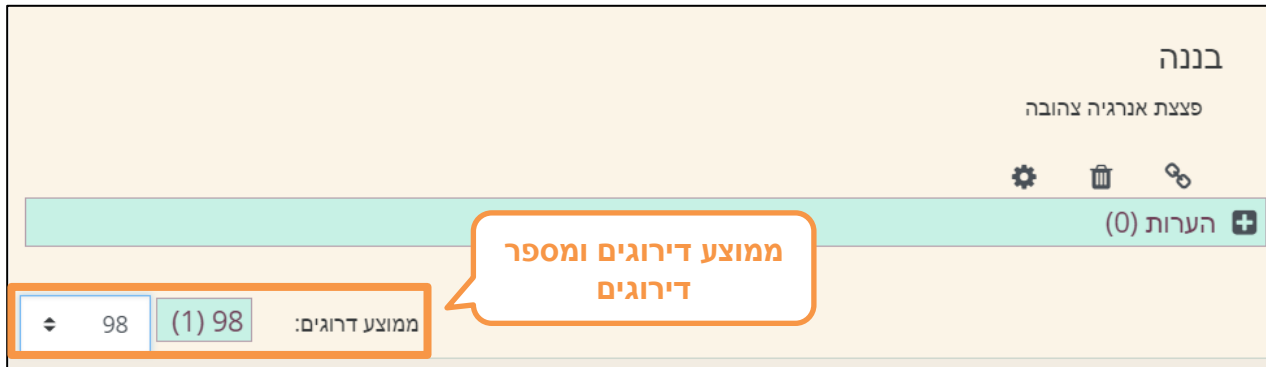 בננה
פצצת אנרגיה צהובה
הערות (0)
ממוצע דירוגים ומספר
דירוגים
ממוצע דרוגים: 98 (1) 98